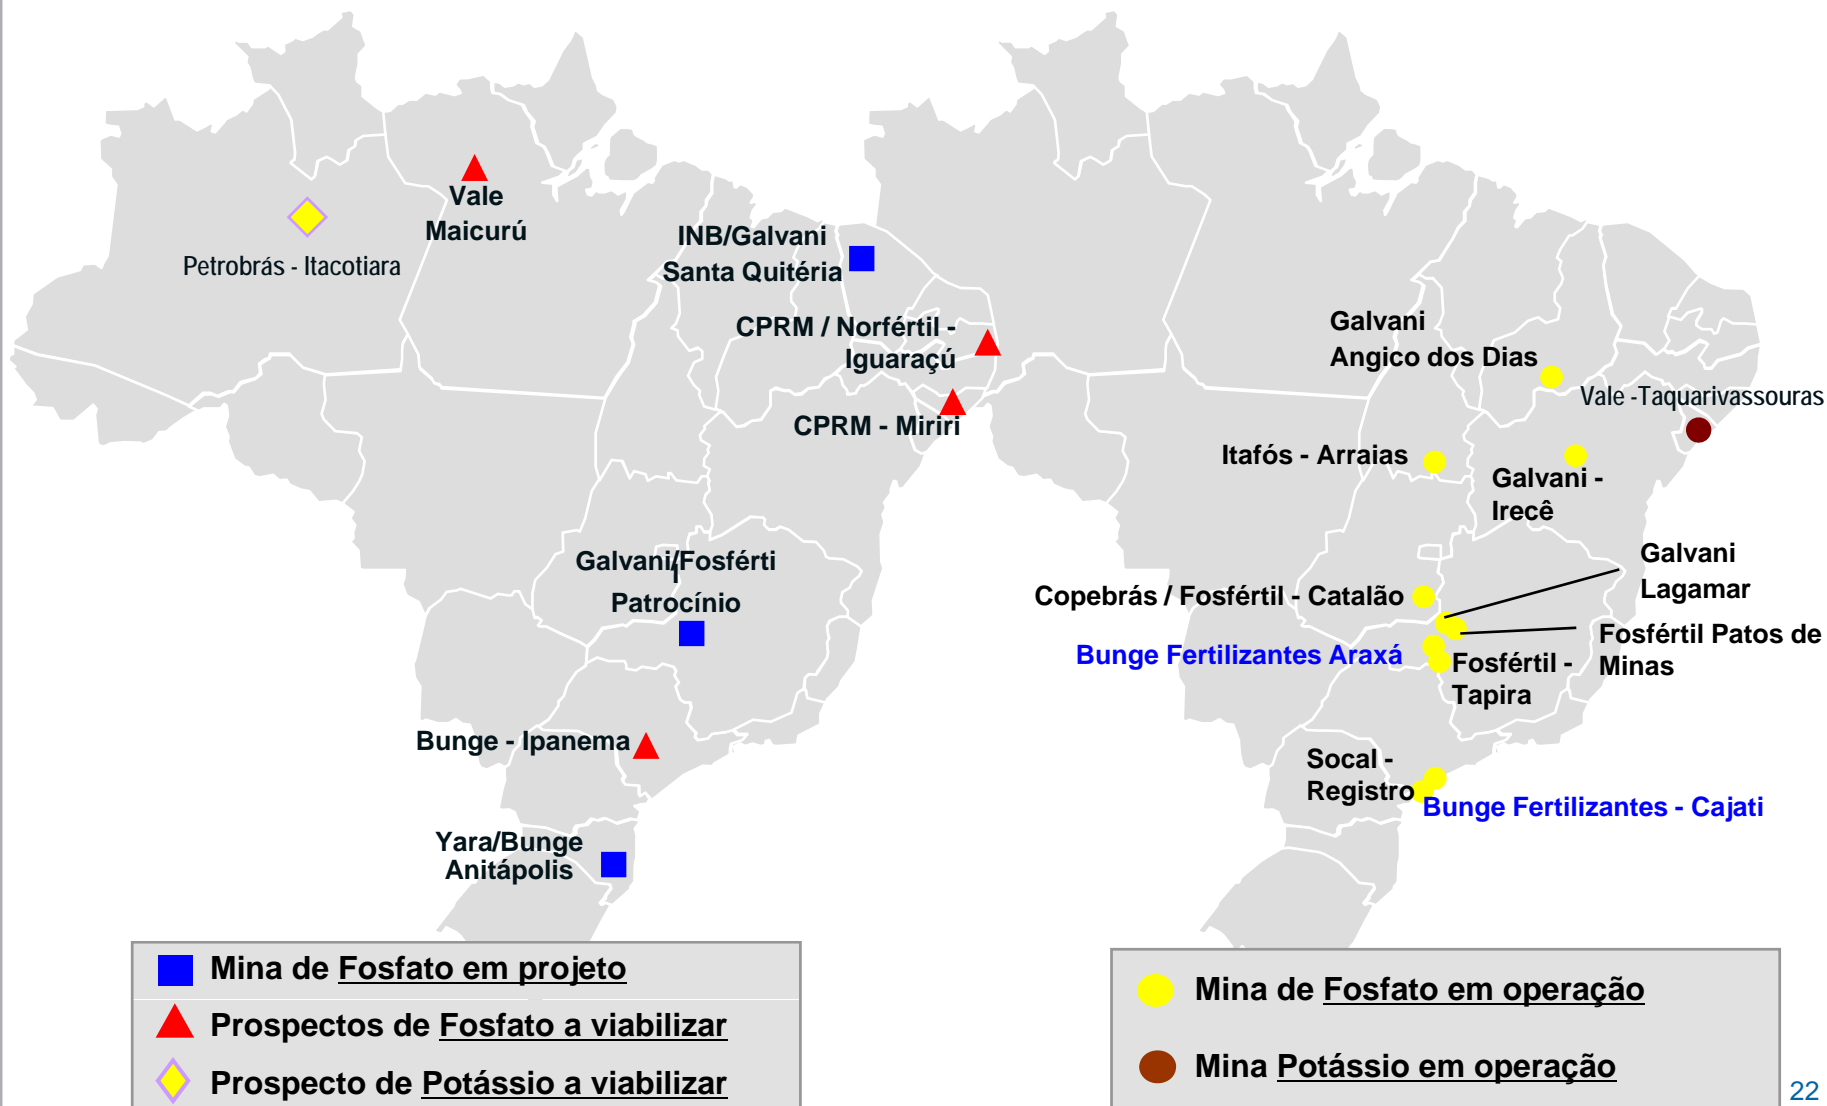 Vale
Maicurú
Petrobrás - Itacotiara
INB/Galvani
Santa Quitéria
CPRM / Norfértil -
Iguaraçú
CPRM - Miriri
Galvani/Fosférti
l
Patrocínio
Bunge - Ipanema
Yara/Bunge
Anitápolis
Mina de Fosfato em projeto
Prospectos de Fosfato a viabilizar
Prospecto de Potássio a viabilizar
Galvani
Angico dos Dias
Vale -Taquarivassouras
Itafós - Arraias
Galvani -
Irecê
Galvani
Lagamar
Copebrás / Fosfértil - Catalão
Fosfértil Patos de
Minas
Bunge Fertilizantes Araxá
Fosfértil -
Tapira
Socal -
Registro
Bunge Fertilizantes - Cajati
Mina de Fosfato em operação
Mina Potássio em operação
22